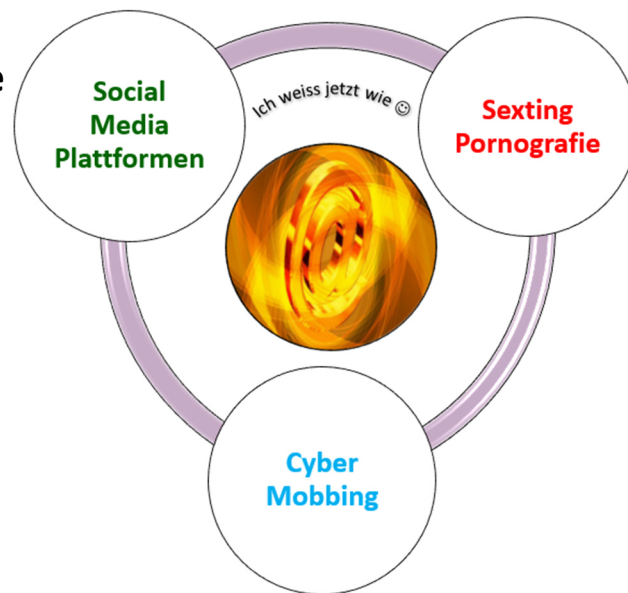 e
Social
Media
Plattformen
Ich weiss jetzt wie ☺
Sexting
Pornografie
Cyber
Mobbing